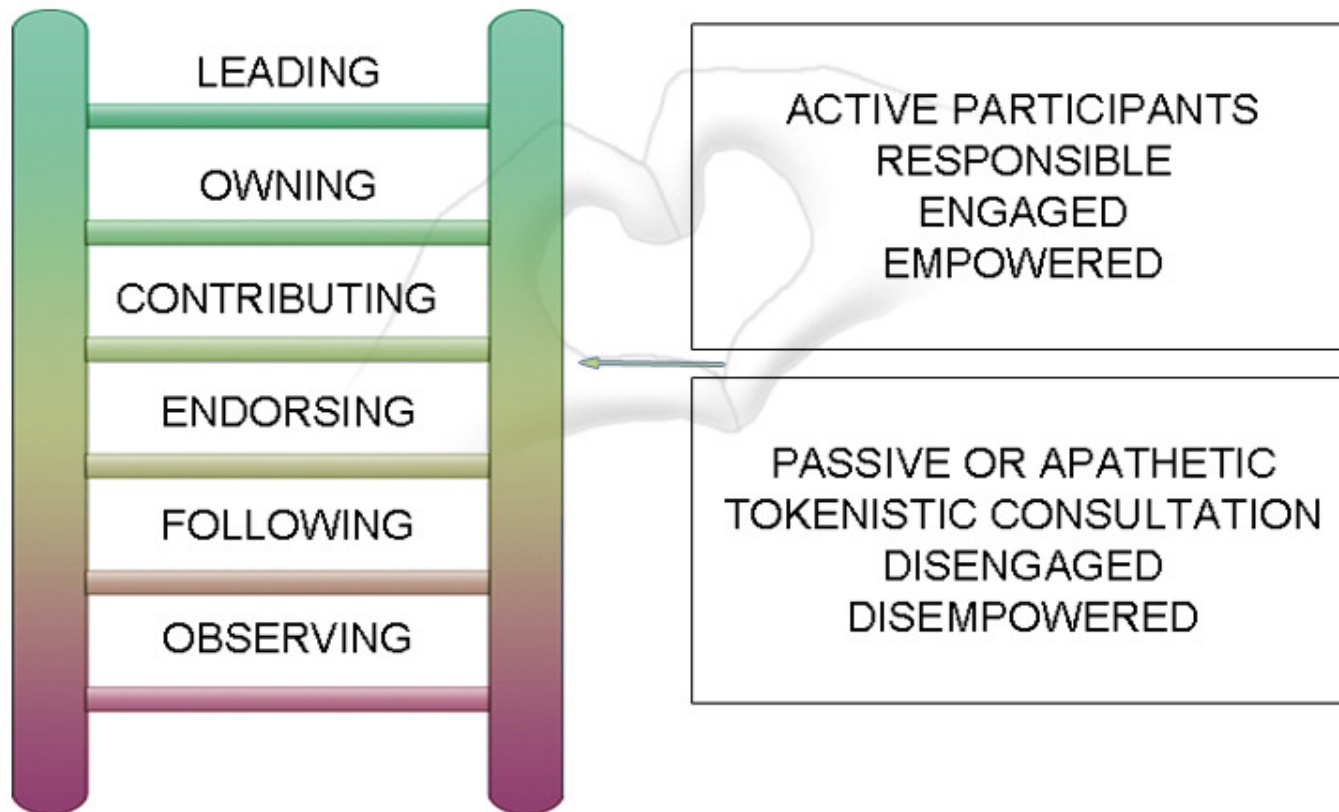 LEADING
OWNING
CONTRIBUTING
ENDORSING
FOLLOWING
OBSERVING
ACTIVE PARTICIPANTS
RESPONSIBLE
ENGAGED
EMPOWERED
PASSIVE OR APATHETIC
TOKENISTIC CONSULTATION
DISENGAGED
DISEMPOWERED